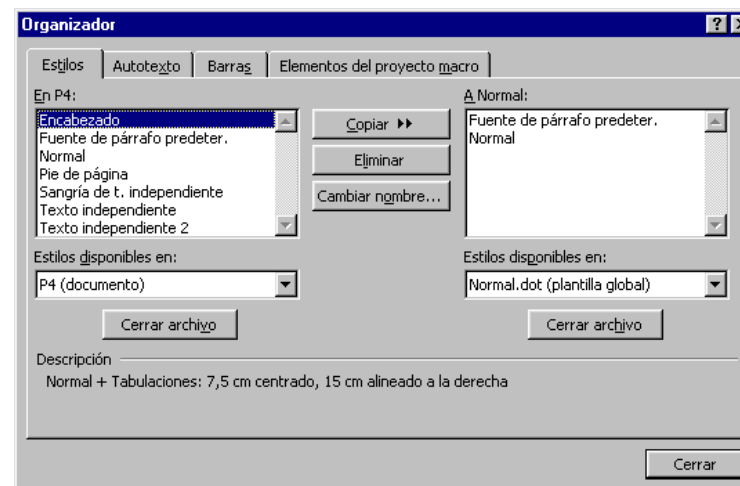 Organizador
Estilos Autotexto Barras Elementos del proyecto macro
En P4:
Encabezado
Fuente de párrafo predeter.
Normal
Pie de página
Sangría de t. independiente
Texto independiente
Texto independiente 2
Copiar
Eliminar
Cambiar nombre...
A Normal:
Fuente de párrafo predeter.
Normal
Estilos disponibles en:
P4 (documento)
Cerrar archivo
Estilos disponibles en:
Normal.dot (plantilla global)
Cerrar archivo
Descripción
Normal + Tabulaciones: 7,5 cm centrado, 15 cm alineado a la derecha
Cerrar